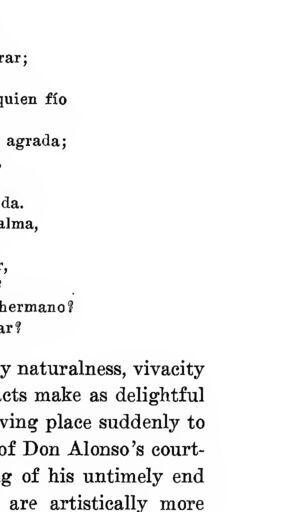 rar;
quien fío
agrada;
da.
alma,
r,
hermano?
ar?
y naturalness, vivacity
cts make as delightful
ving place suddenly to
of Don Alonso's court-
g of his untimely end
are artistically more